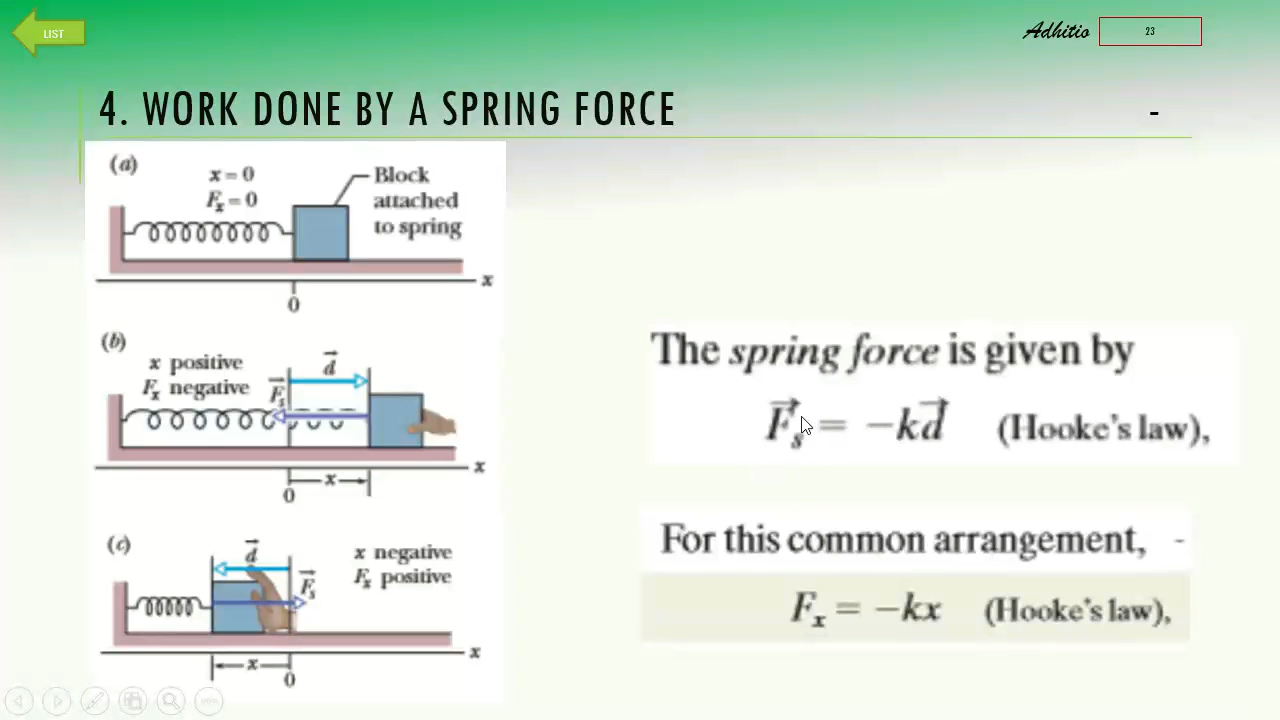 LIST
Adhitio
23
4. WORK DONE BY A SPRING FORCE
-
(a)
x = 0
Fx = 0
Block
attached
to spring
x
0
(b)
x positive
Fx negative
d
Fs
x
x
0
(c)
d
Fs
x negative
Fx positive
x
x
0
The spring force is given by
Fs = −kd (Hooke's law),
For this common arrangement, -
Fx = −kx (Hooke's law),